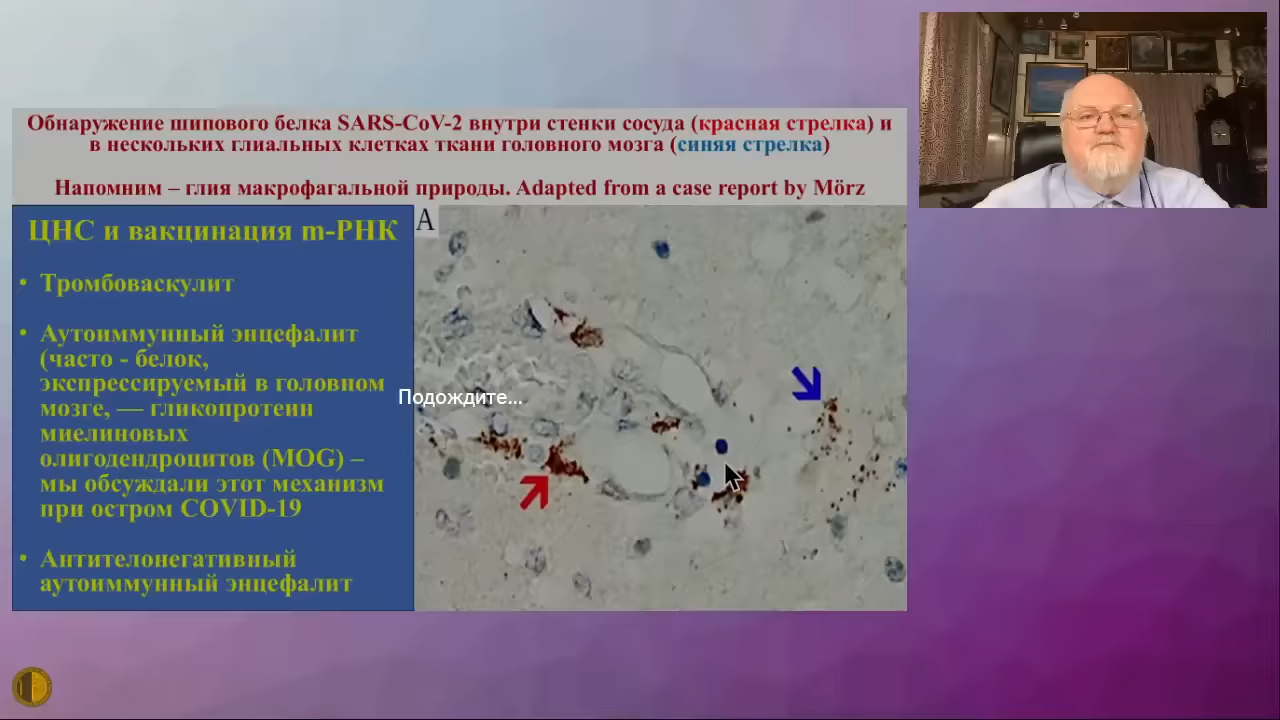 Обнаружение шипового белка SARS-CoV-2 внутри стенки сосуда (красная стрелка) и
в нескольких глиальных клетках ткани головного мозга (синяя стрелка)
Напомним – глия макрофагальной природы. Adapted from a case report by Mörz
ЦНС и вакцинация m-РНК
• Тромбоваскулит
• Аутоиммунный энцефалит
(часто - белок,
экспрессируемый в головном
мозге, — гликопротеин
миелиновых
олигодендроцитов (MOG) –
мы обсуждали этот механизм
при остром COVID-19
• Антителонегативный
аутоиммунный энцефалит
A
Подождите...